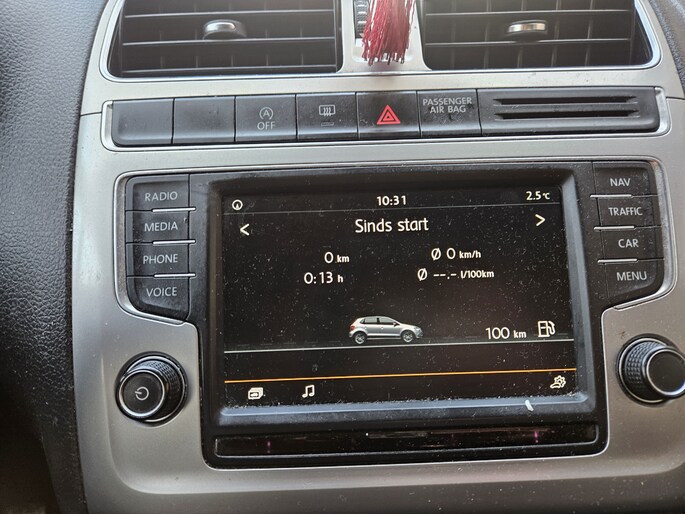 A
OFF
PASSENGER
AIR BAG
RADIO
MEDIA
PHONE
VOICE
NAV
TRAFFIC
CAR
MENU
10:31
2.5 °C
< Sinds start >
0 km
Ø 0 km/h
0:13 h
Ø --.- l/100km
100 km